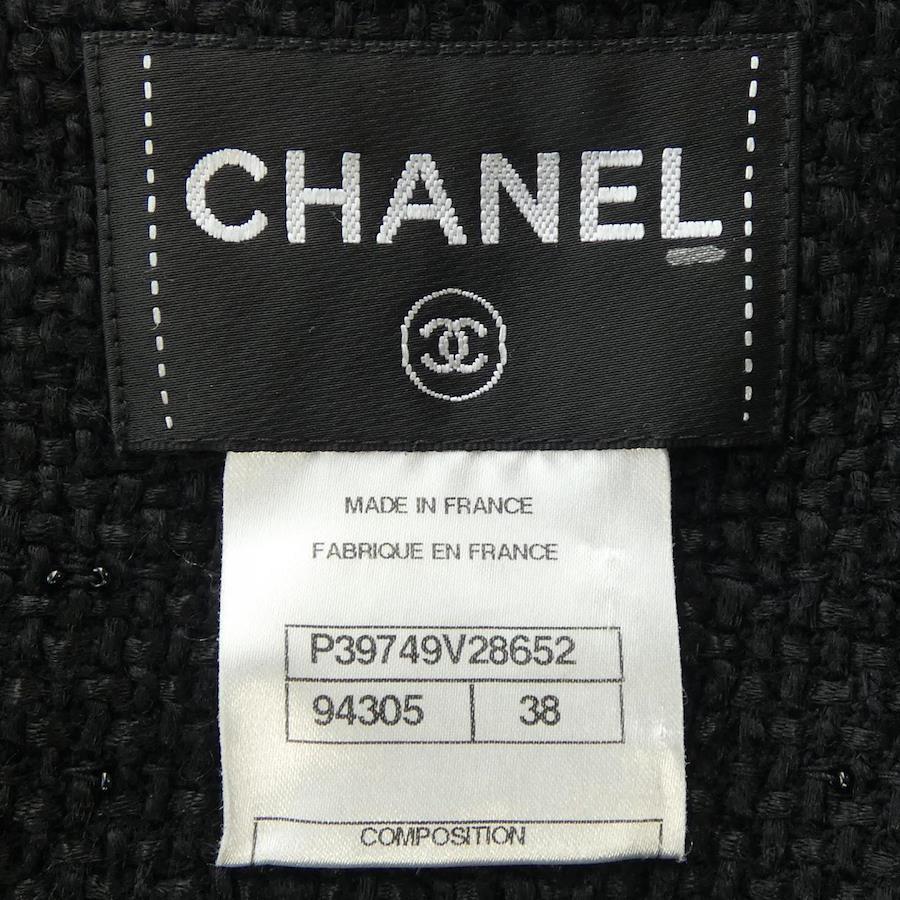 CHANEL
MADE IN FRANCE
FABRIQUE EN FRANCE
P39749V28652
94305 38
COMPOSITION